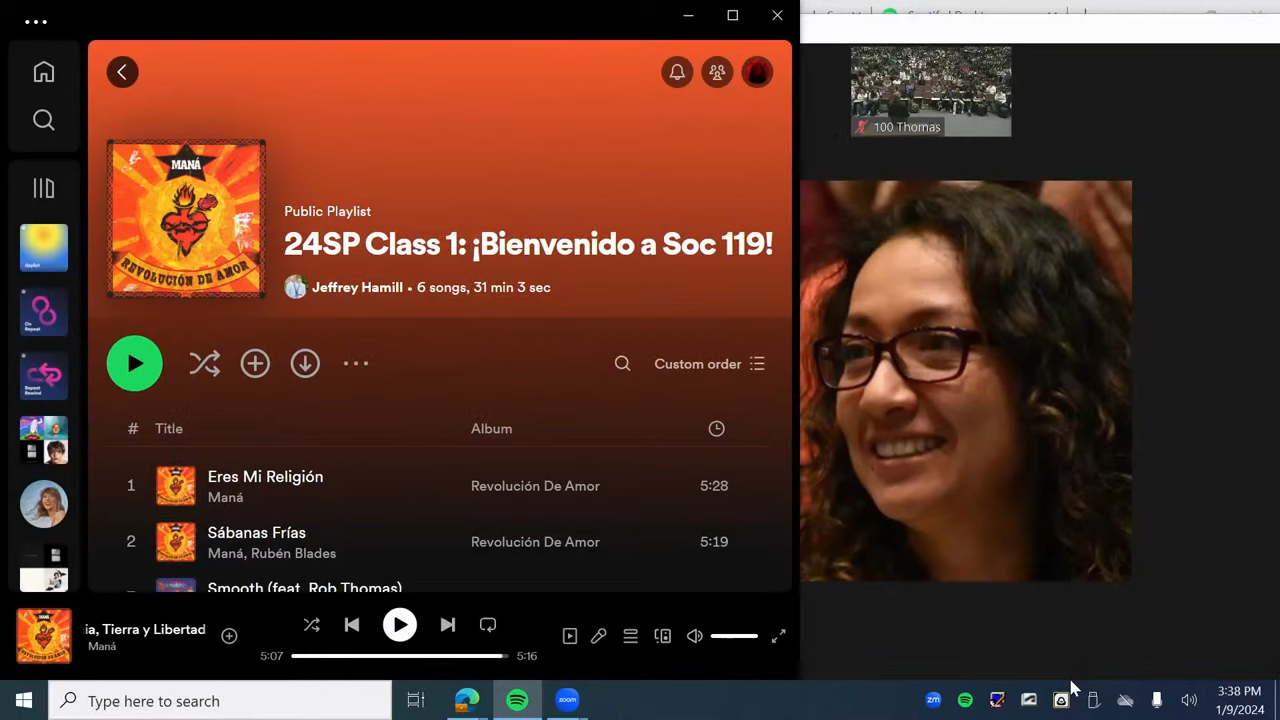 100 Thomas
MANÁ
REVOLUCIÓN DE AMOR
Public Playlist
24SP Class 1: ¡Bienvenido a Soc 119!
Jeffrey Hamill • 6 songs, 31 min 3 sec
Custom order
# Title Album
1 Eres Mi Religión Revolución De Amor 5:28
Maná
2 Sábanas Frías Revolución De Amor 5:19
Maná, Rubén Blades
Smooth (feat. Rob Thomas)
ia, Tierra y Libertad
Maná
5:07 5:16
Type here to search
zoom
zm
3:38 PM
1/9/2024